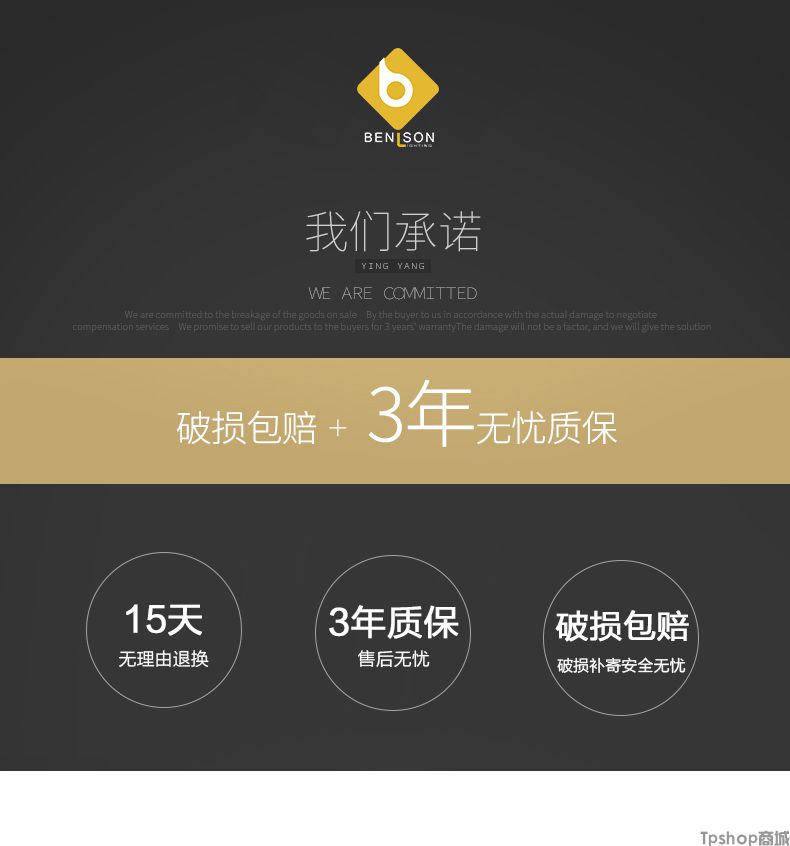 b
BENLSON
LIGHTING
我们承诺
YING YANG
WE ARE COMMITTED
We are committed to the breakage of the goods on sale By the buyer to us in accordance with the actual damage to negotiate
compensation services We promise to sell our products to the buyers for 3 years' warrantyThe damage will not be a factor, and we will give the solution
破损包赔 + 3年无忧质保
15天
无理由退换
3年质保
售后无忧
破损包赔
破损补寄安全无忧
Tpshop商城